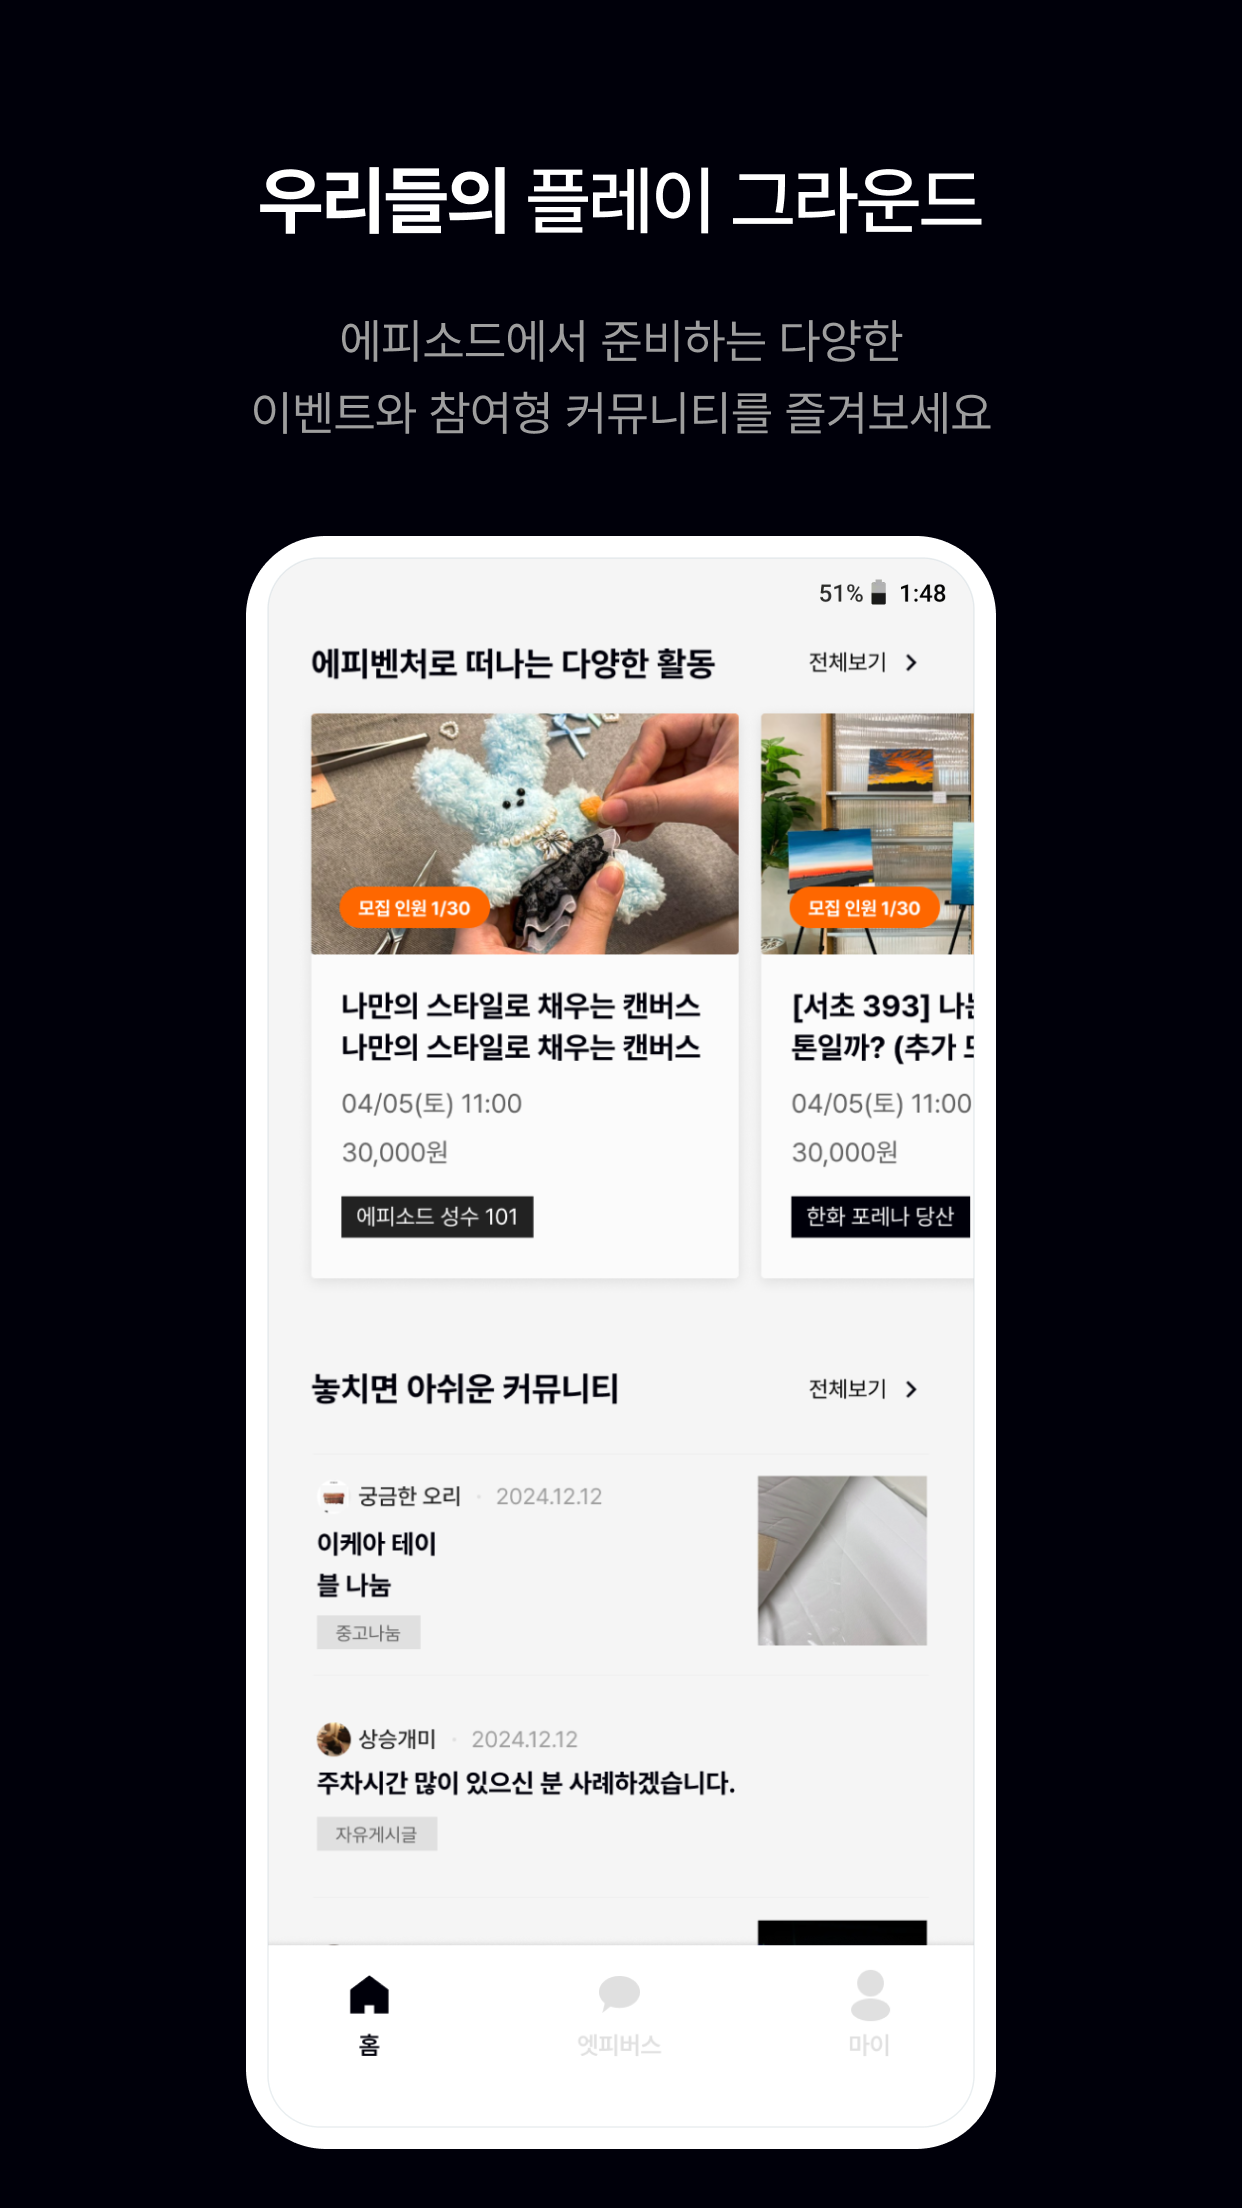 우리들의 플레이 그라운드
에피소드에서 준비하는 다양한
이벤트와 참여형 커뮤니티를 즐겨보세요
51% 1:48
에피벤처로 떠나는 다양한 활동 전체보기
모집 인원 1/30
나만의 스타일로 채우는 캔버스
나만의 스타일로 채우는 캔버스
04/05(토) 11:00
30,000원
에피소드 성수 101
모집 인원 1/30
[서초 393] 나는
톤일까? (추가 모
04/05(토) 11:00
30,000원
한화 포레나 당산
놓치면 아쉬운 커뮤니티 전체보기
궁금한 오리 · 2024.12.12
이케아 테이
블 나눔
중고나눔
상승개미 · 2024.12.12
주차시간 많이 있으신 분 사례하겠습니다.
자유게시글
홈 엣피버스 마이